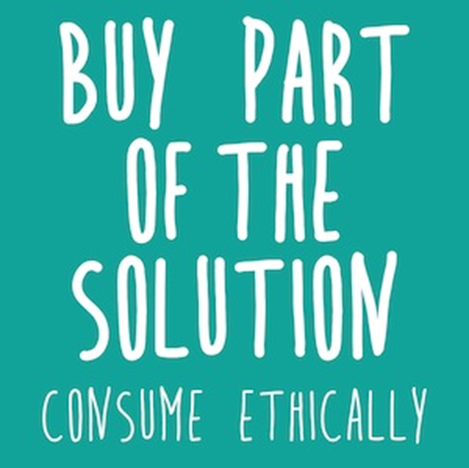 BUY PART
OF THE
SOLUTION
CONSUME ETHICALLY